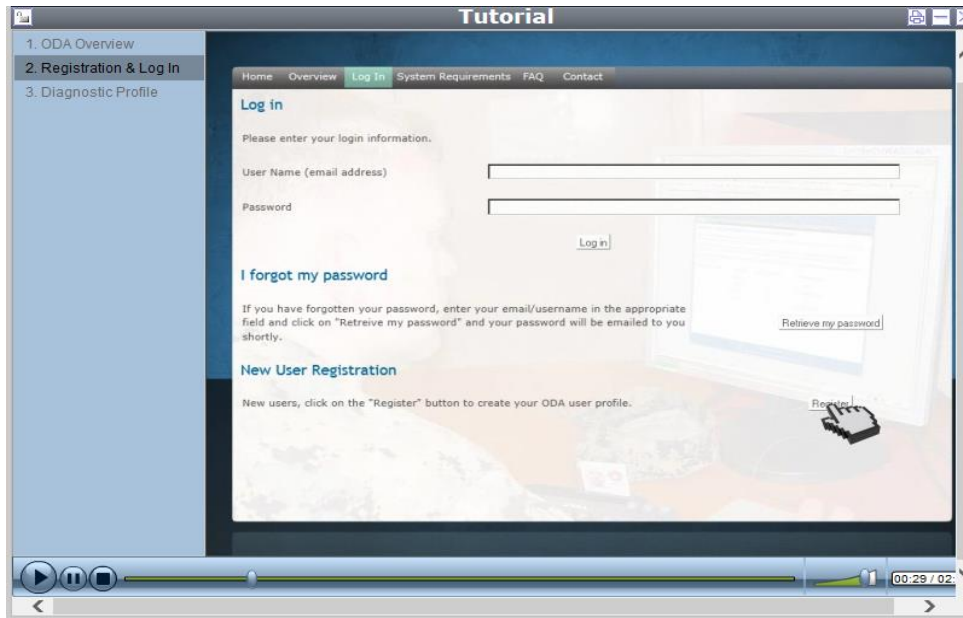 Tutorial
1. ODA Overview
2. Registration & Log In
3. Diagnostic Profile
Home Overview Log In System Requirements FAQ Contact
Log in
Please enter your login information.
User Name (email address)
Password
Log in
I forgot my password
If you have forgotten your password, enter your email/username in the appropriate
field and click on "Retreive my password" and your password will be emailed to you
shortly.
Retrieve my password
New User Registration
New users, click on the "Register" button to create your ODA user profile.
Register
00:29 / 02: